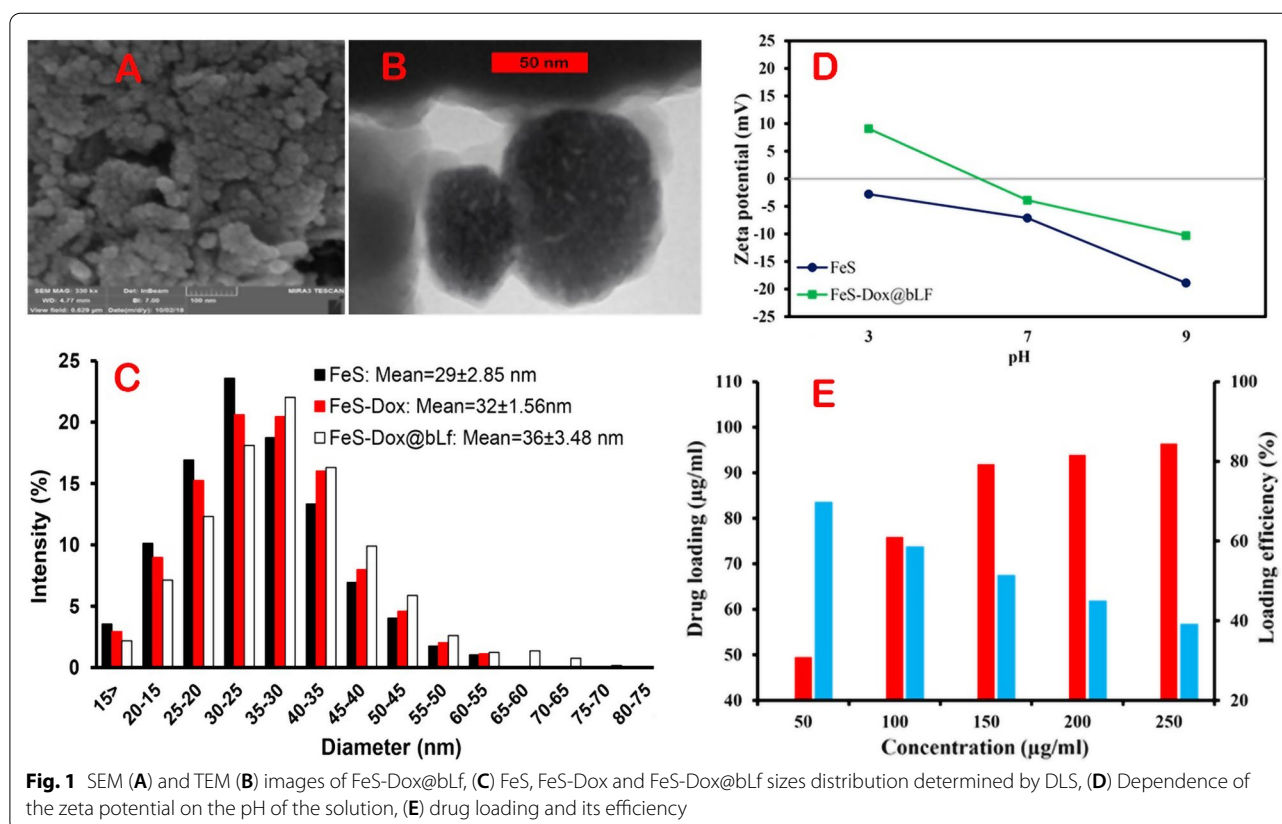 A
SEM MAG: 330 kx
Det: InBeam
WD: 4.77 mm
BI: 7.00
100 nm
MIRA3 TESCAN
View field: 0.629 µm
Date(m/d/y): 10/02/18
B
50 nm
D
Zeta potential (mV)
25
20
15
10
5
0
-5
-10
-15
-20
-25
FeS
FeS-Dox@bLF
3
7
9
pH
C
Intensity (%)
25
20
15
10
5
0
FeS: Mean=29±2.85 nm
FeS-Dox: Mean=32±1.56nm
FeS-Dox@bLf: Mean=36±3.48 nm
15>
20-15
25-20
30-25
35-30
40-35
45-40
50-45
55-50
60-55
65-60
70-65
75-70
80-75
Diameter (nm)
E
Drug loading (µg/ml)
110
100
90
80
70
60
50
40
Loading efficiency (%)
100
80
60
40
20
50
100
150
200
250
Concentration (µg/ml)
Fig. 1 SEM (A) and TEM (B) images of FeS-Dox@bLf, (C) FeS, FeS-Dox and FeS-Dox@bLf sizes distribution determined by DLS, (D) Dependence of
the zeta potential on the pH of the solution, (E) drug loading and its efficiency